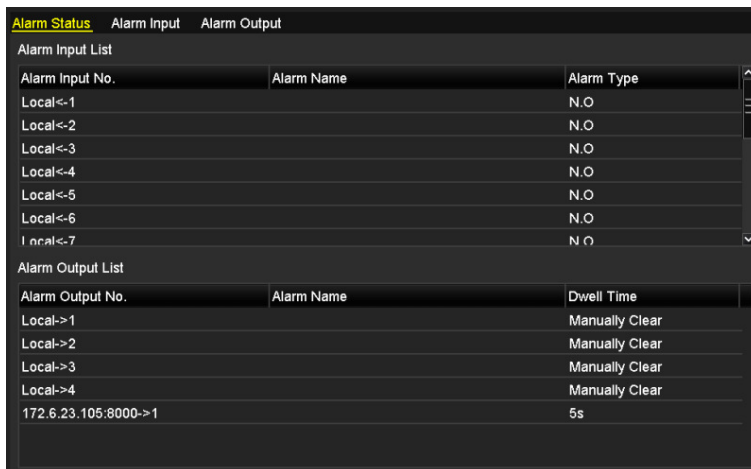 Alarm Status Alarm Input Alarm Output
Alarm Input List
Alarm Input No. Alarm Name Alarm Type
Local<-1 N.O
Local<-2 N.O
Local<-3 N.O
Local<-4 N.O
Local<-5 N.O
Local<-6 N.O
Local<-7 N.O
Alarm Output List
Alarm Output No. Alarm Name Dwell Time
Local->1 Manually Clear
Local->2 Manually Clear
Local->3 Manually Clear
Local->4 Manually Clear
172.6.23.105:8000->1 5s